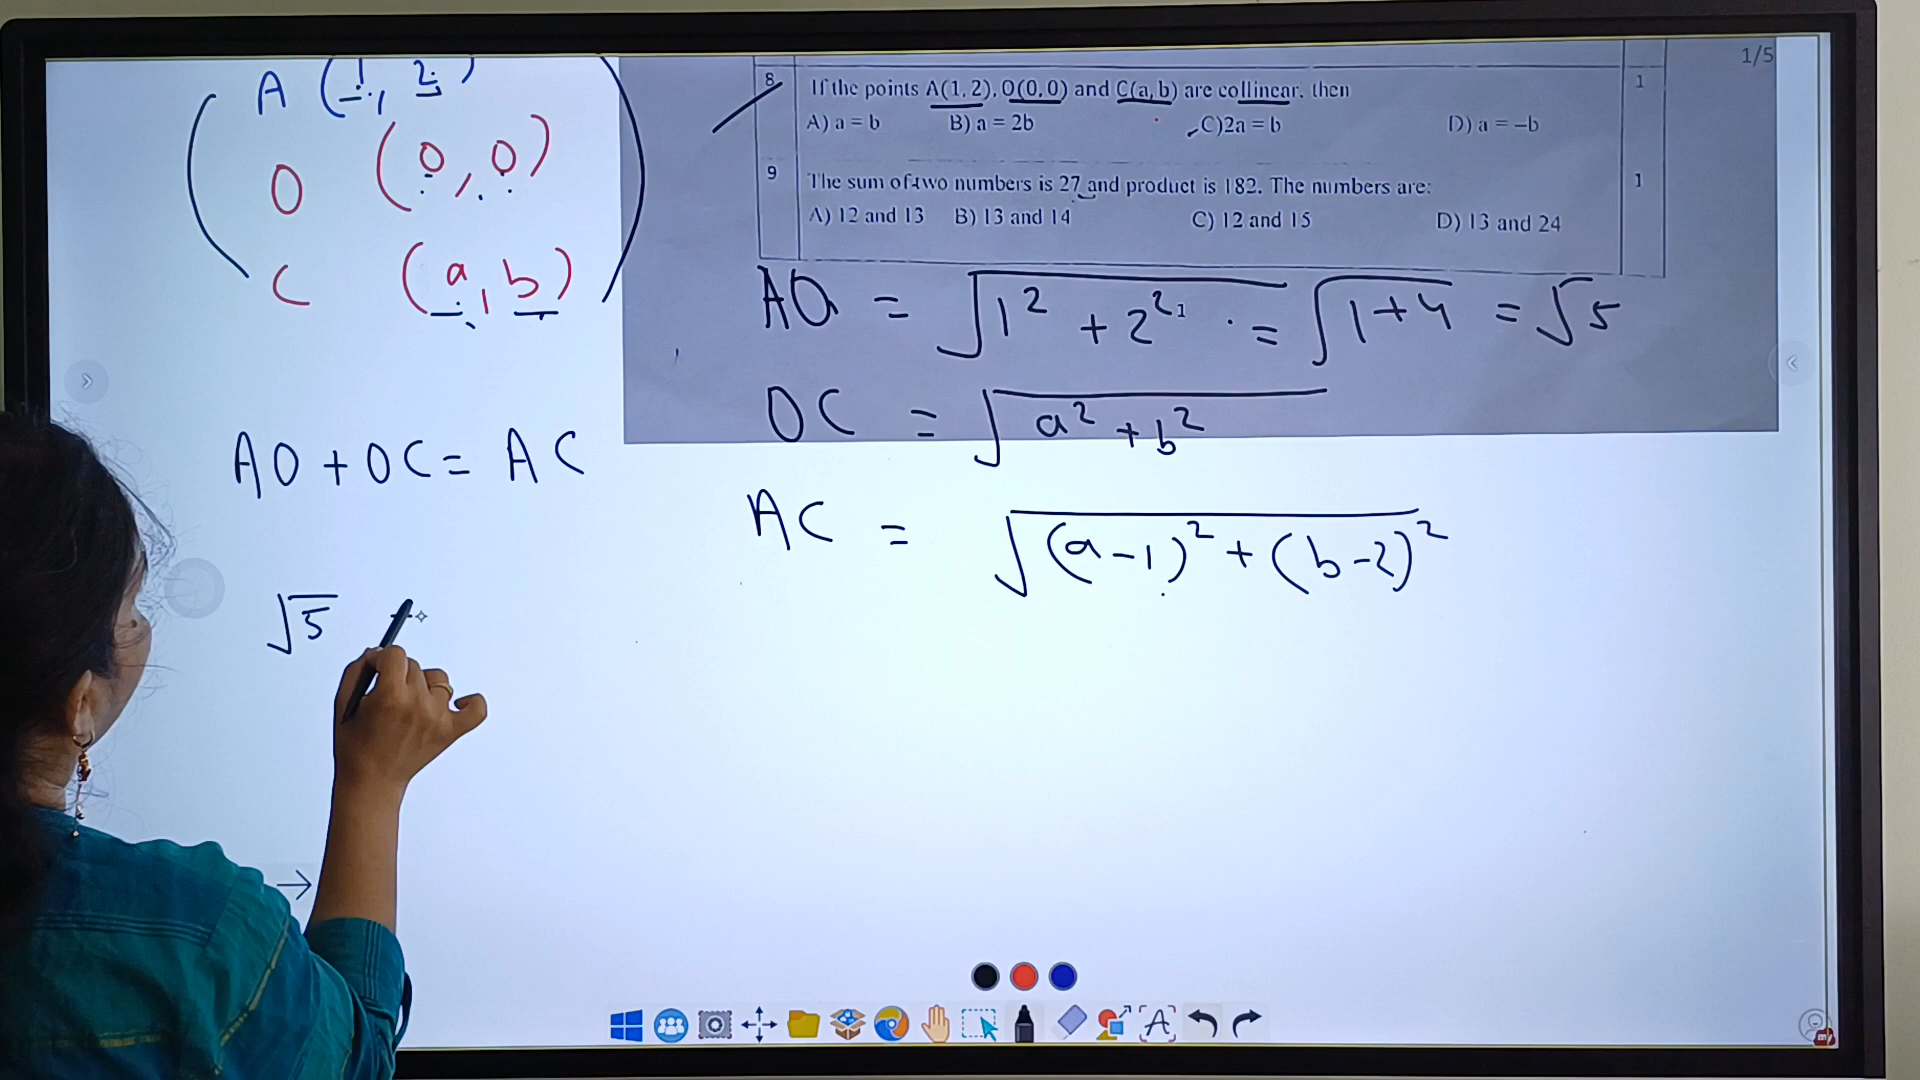 1/5
A (1, 2)
O (0, 0)
C (a, b)
8 If the points A(1, 2), O(0, 0) and C(a, b) are collinear. then 1
A) a = b B) a = 2b C)2a = b D) a = –b
9 The sum of two numbers is 27 and product is 182. The numbers are: 1
A) 12 and 13 B) 13 and 14 C) 12 and 15 D) 13 and 24
AO = √1² + 2² = √1+4 = √5
OC = √a² + b²
AC = √(a-1)² + (b-2)²
AO + OC = AC
√5 +